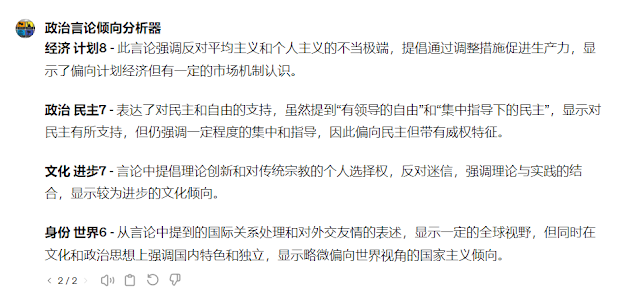 政治言论倾向分析器
经济 计划8 - 此言论强调反对平均主义和个人主义的不当极端，提倡通过调整措施促进生产力，显
示了偏向计划经济但有一定的市场机制认识。
政治 民主7 - 表达了对民主和自由的支持，虽然提到“有领导的自由”和“集中指导下的民主”，显示对
民主有所支持，但仍强调一定程度的集中和指导，因此偏向民主但带有威权特征。
文化 进步7 - 言论中提倡理论创新和对传统宗教的个人选择权，反对迷信，强调理论与实践的结
合，显示较为进步的文化倾向。
身份 世界6 - 从言论中提到的国际关系处理和对外交友情的表述，显示一定的全球视野，但同时在
文化和政治思想上强调国内特色和独立，显示略微偏向世界视角的国家主义倾向。
2 / 2